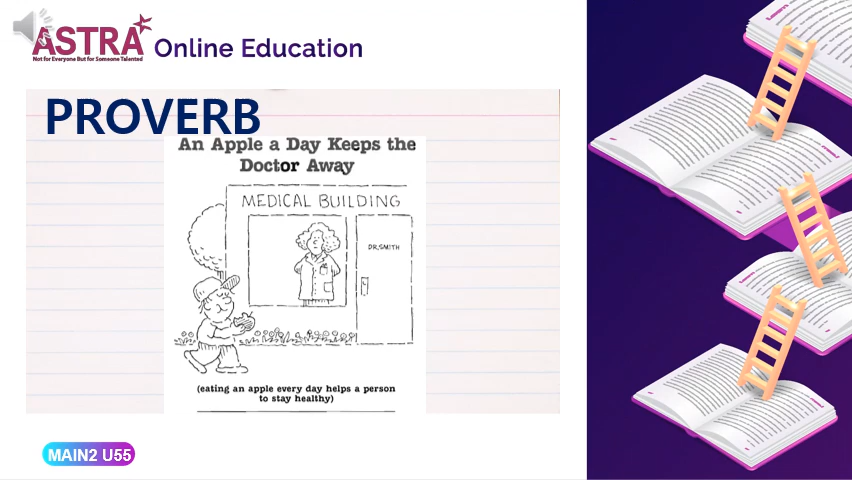 ASTRA
Not for Everyone But for Someone Talented
Online Education
PROVERB
An Apple a Day Keeps the
Doctor Away
MEDICAL BUILDING
DR. SMITH
(eating an apple every day helps a person
to stay healthy)
MAIN2 U55